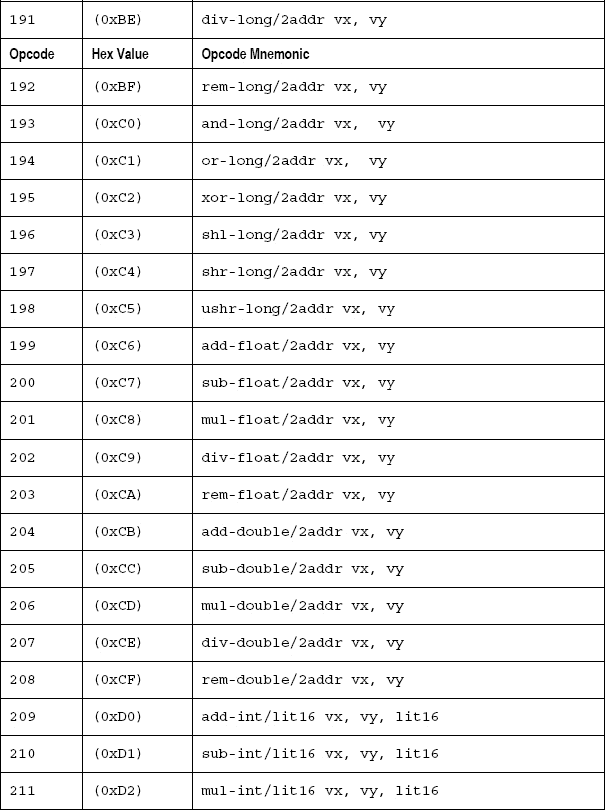 191 (0xBE) div-long/2addr vx, vy
Opcode Hex Value Opcode Mnemonic
192 (0xBF) rem-long/2addr vx, vy
193 (0xC0) and-long/2addr vx, vy
194 (0xC1) or-long/2addr vx, vy
195 (0xC2) xor-long/2addr vx, vy
196 (0xC3) shl-long/2addr vx, vy
197 (0xC4) shr-long/2addr vx, vy
198 (0xC5) ushr-long/2addr vx, vy
199 (0xC6) add-float/2addr vx, vy
200 (0xC7) sub-float/2addr vx, vy
201 (0xC8) mul-float/2addr vx, vy
202 (0xC9) div-float/2addr vx, vy
203 (0xCA) rem-float/2addr vx, vy
204 (0xCB) add-double/2addr vx, vy
205 (0xCC) sub-double/2addr vx, vy
206 (0xCD) mul-double/2addr vx, vy
207 (0xCE) div-double/2addr vx, vy
208 (0xCF) rem-double/2addr vx, vy
209 (0xD0) add-int/lit16 vx, vy, lit16
210 (0xD1) sub-int/lit16 vx, vy, lit16
211 (0xD2) mul-int/lit16 vx, vy, lit16